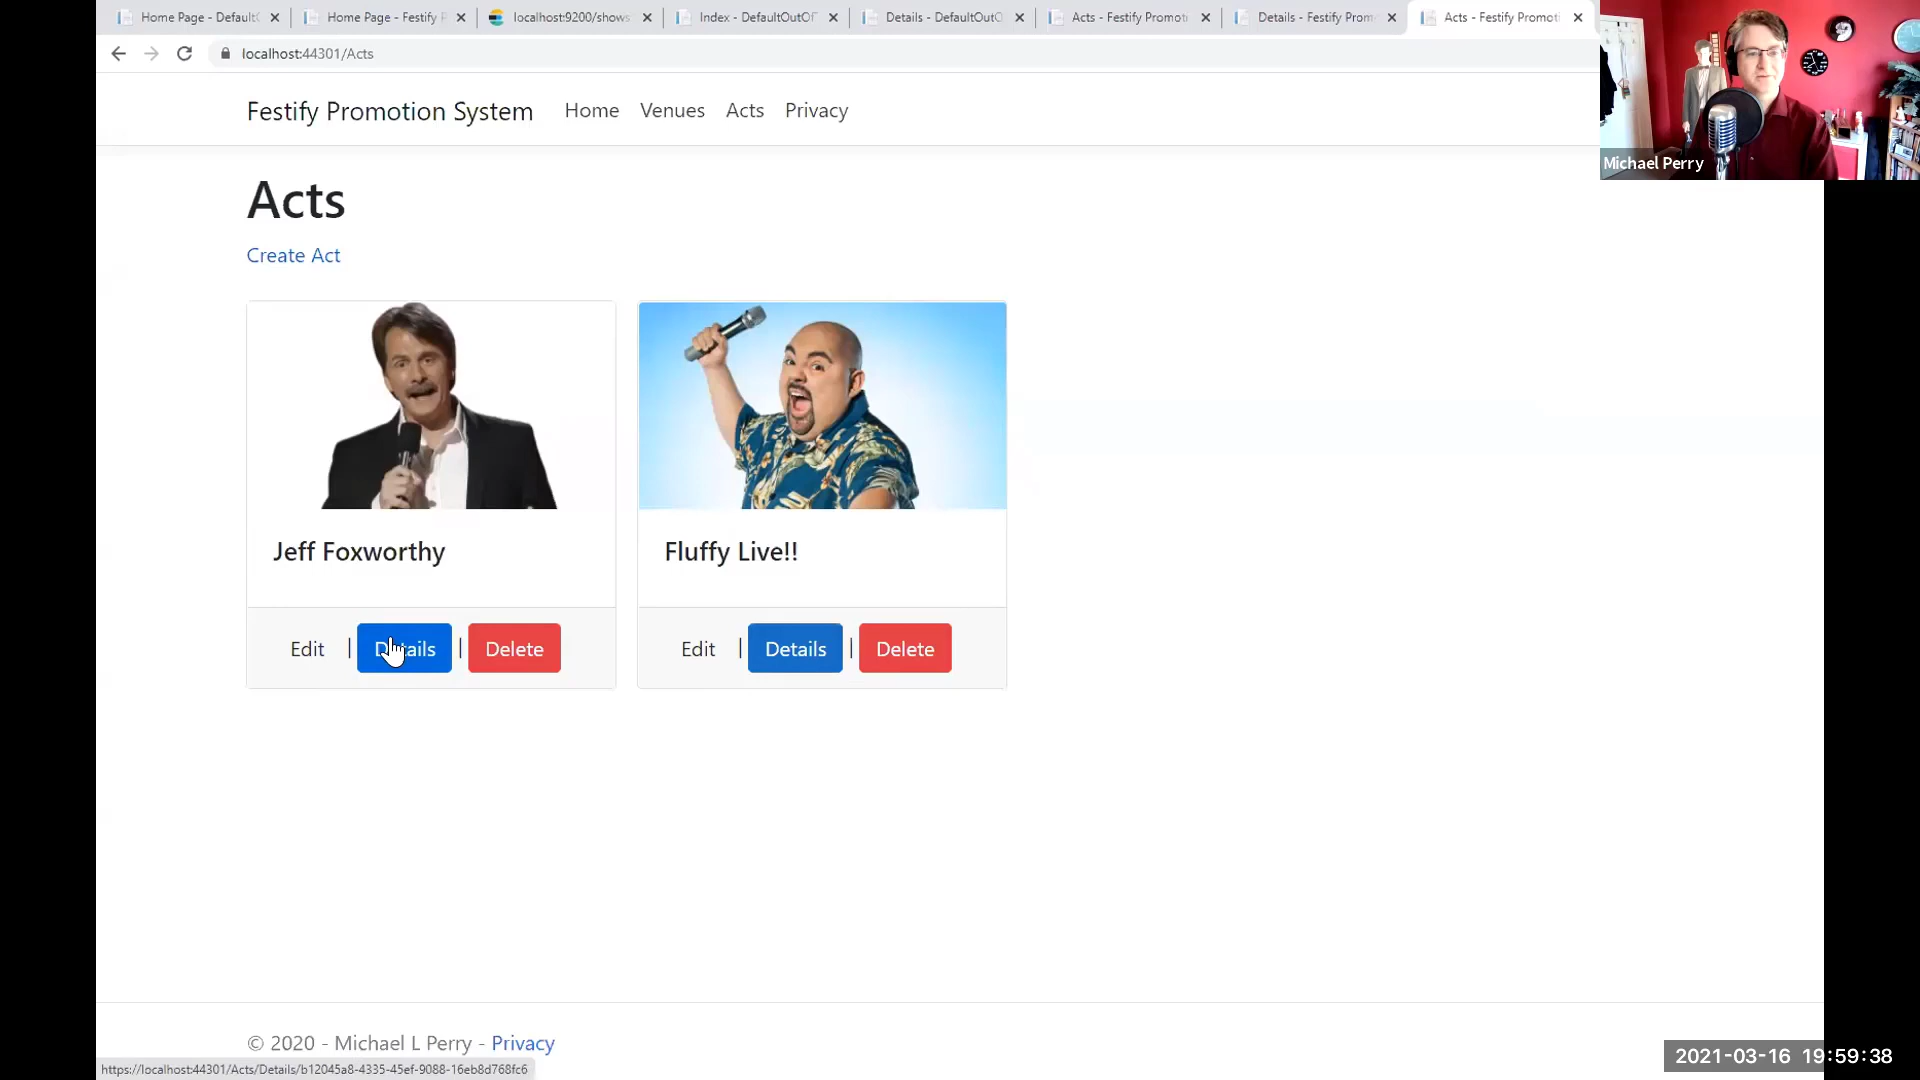 Home Page - Default
Home Page - Festify
localhost:9200/shows
Index - DefaultOutOf
Details - DefaultOutO
Acts - Festify Promoti
Details - Festify Prom
Acts - Festify Promoti
localhost:44301/Acts
Michael Perry
Festify Promotion System Home Venues Acts Privacy
Acts
Create Act
Jeff Foxworthy
Fluffy Live!!
Edit | Details | Delete
Edit | Details | Delete
© 2020 - Michael L Perry - Privacy
https://localhost:44301/Acts/Details/b12045a8-4335-45ef-9088-16eb8d768fc6
2021-03-16 19:59:38